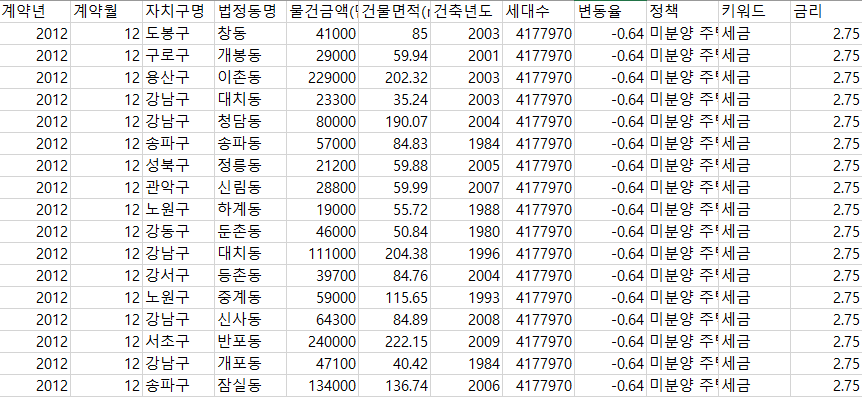 계약년 계약월 자치구명 법정동명 물건금액( 건물면적( 건축년도 세대수 변동율 정책 키워드 금리
2012 12 도봉구 창동 41000 85 2003 4177970 -0.64 미분양 주 세금 2.75
2012 12 구로구 개봉동 29000 59.94 2001 4177970 -0.64 미분양 주 세금 2.75
2012 12 용산구 이촌동 229000 202.32 2003 4177970 -0.64 미분양 주 세금 2.75
2012 12 강남구 대치동 23300 35.24 2003 4177970 -0.64 미분양 주 세금 2.75
2012 12 강남구 청담동 80000 190.07 2004 4177970 -0.64 미분양 주 세금 2.75
2012 12 송파구 송파동 57000 84.83 1984 4177970 -0.64 미분양 주 세금 2.75
2012 12 성북구 정릉동 21200 59.88 2005 4177970 -0.64 미분양 주 세금 2.75
2012 12 관악구 신림동 28800 59.99 2007 4177970 -0.64 미분양 주 세금 2.75
2012 12 노원구 하계동 19000 55.72 1988 4177970 -0.64 미분양 주 세금 2.75
2012 12 강동구 둔촌동 46000 50.84 1980 4177970 -0.64 미분양 주 세금 2.75
2012 12 강남구 대치동 111000 204.38 1996 4177970 -0.64 미분양 주 세금 2.75
2012 12 강서구 등촌동 39700 84.76 2004 4177970 -0.64 미분양 주 세금 2.75
2012 12 노원구 중계동 59000 115.65 1993 4177970 -0.64 미분양 주 세금 2.75
2012 12 강남구 신사동 64300 84.89 2008 4177970 -0.64 미분양 주 세금 2.75
2012 12 서초구 반포동 240000 222.15 2009 4177970 -0.64 미분양 주 세금 2.75
2012 12 강남구 개포동 47100 40.42 1984 4177970 -0.64 미분양 주 세금 2.75
2012 12 송파구 잠실동 134000 136.74 2006 4177970 -0.64 미분양 주 세금 2.75